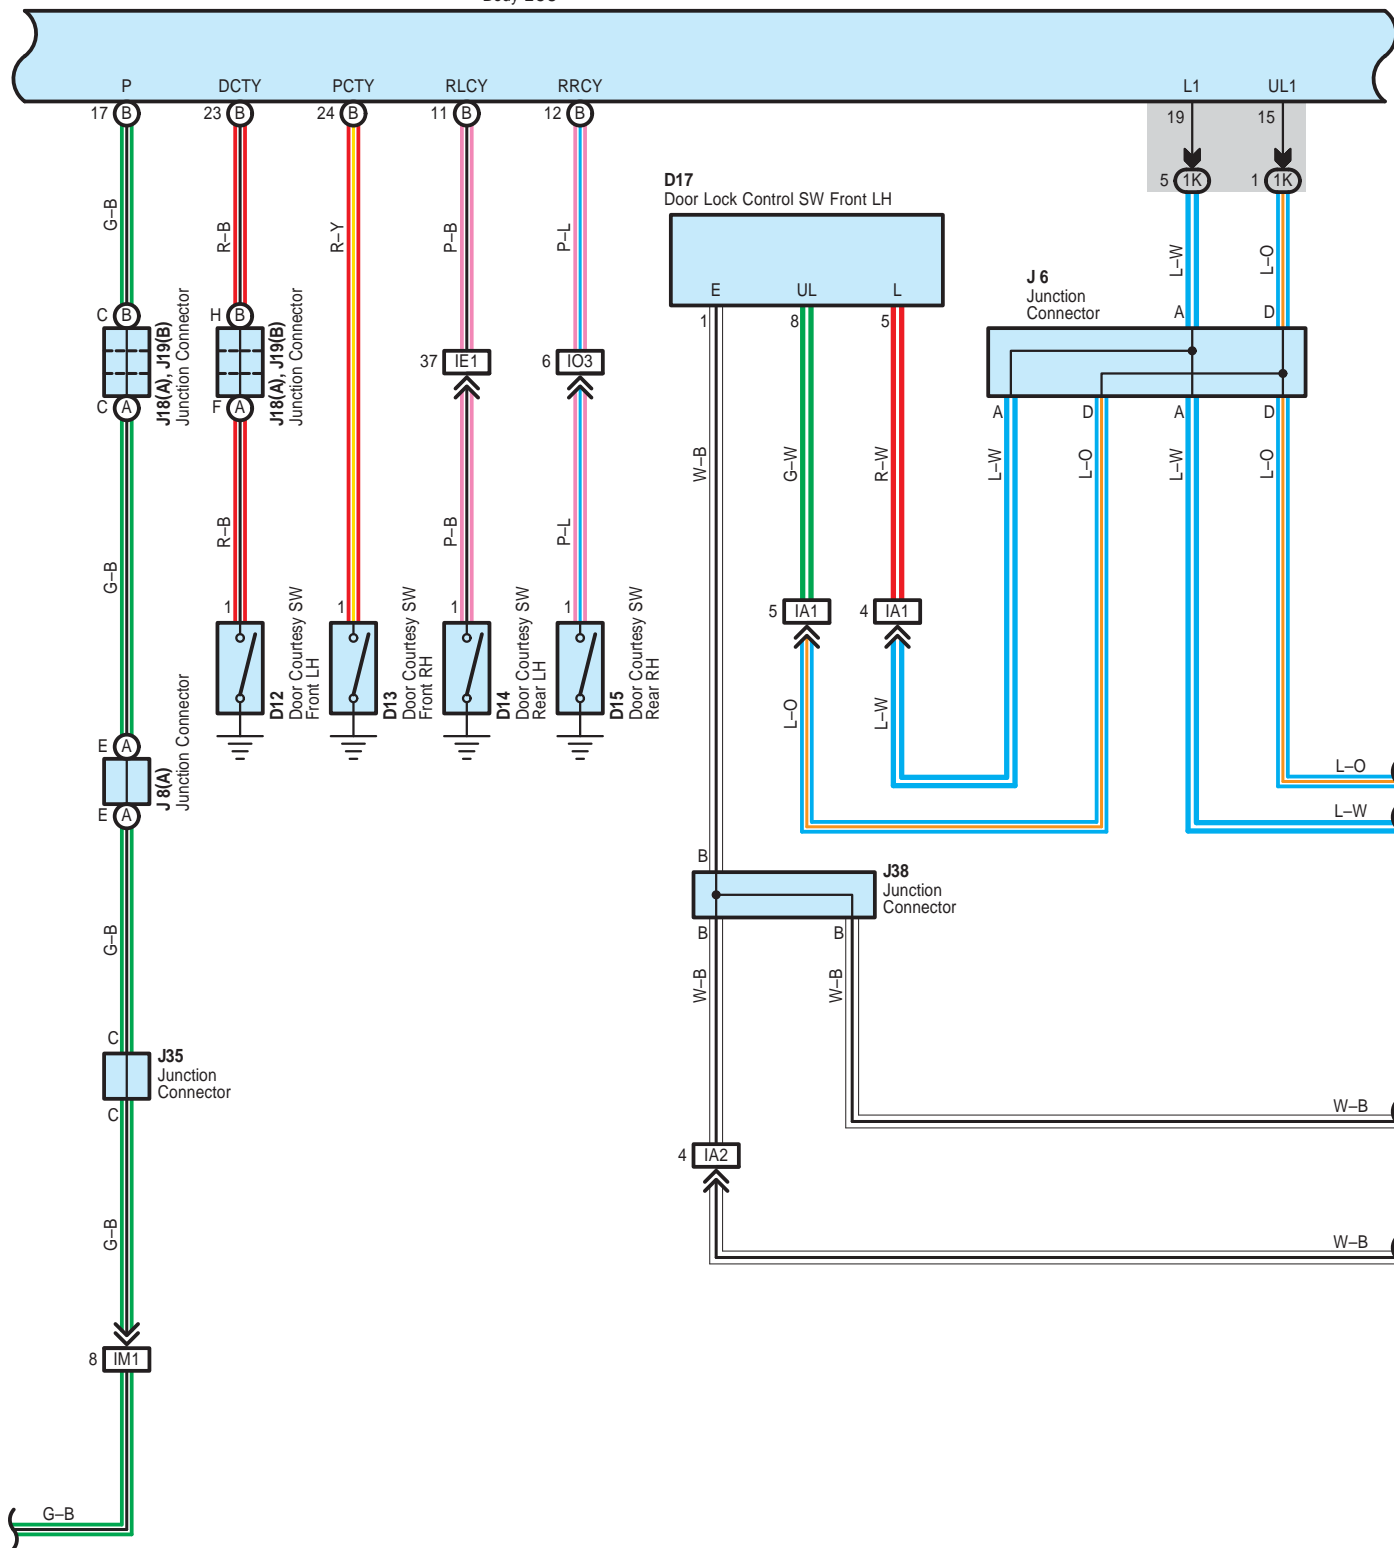 Body ECU
P
DCTY
PCTY
RLCY
RRCY
L1
UL1
17 B
23 B
24 B
11 B
12 B
19
15
5 1K
1 1K
G–B
R–B
R–Y
P–B
P–L
L–W
L–O
D17
Door Lock Control SW Front LH
E
UL
L
1
8
5
J 6
Junction
Connector
A
D
C B
H B
J18(A), J19(B)
Junction Connector
J18(A), J19(B)
Junction Connector
C A
F A
37 IE1
6 IO3
A
D
A
D
W–B
G–W
R–W
L–W
L–O
L–W
L–O
G–B
R–B
P–B
P–L
1
1
1
1
D12
Door Courtesy SW
Front LH
D13
Door Courtesy SW
Front RH
D14
Door Courtesy SW
Rear LH
D15
Door Courtesy SW
Rear RH
5 IA1
4 IA1
L–O
L–W
E A
J 8(A)
Junction Connector
E A
L–O
L–W
B
J38
Junction
Connector
B
B
G–B
W–B
W–B
C
J35
Junction
Connector
C
W–B
4 IA2
G–B
W–B
8 IM1
G–B